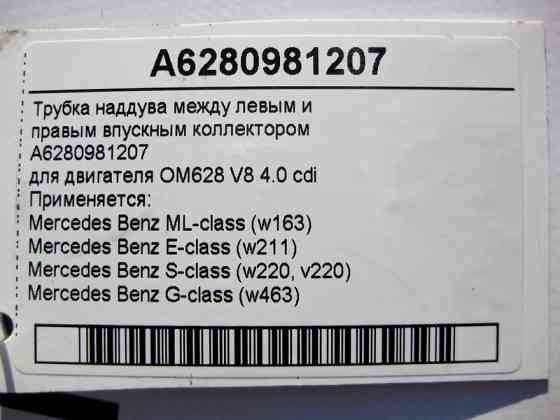 A6280981207
Трубка наддува между левым и
правым впускным коллектором
A6280981207
для двигателя OM628 V8 4.0 cdi
Применяется:
Mercedes Benz ML-class (w163)
Mercedes Benz E-class (w211)
Mercedes Benz S-class (w220, v220)
Mercedes Benz G-class (w463)